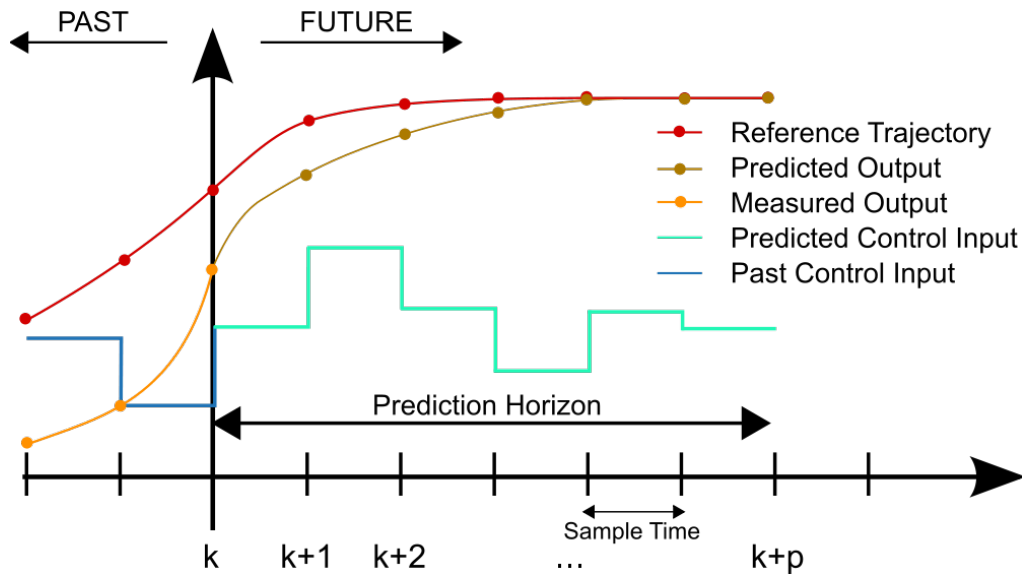 PAST
FUTURE
Reference Trajectory
Predicted Output
Measured Output
Predicted Control Input
Past Control Input
Prediction Horizon
Sample Time
k
k+1
k+2
...
k+p